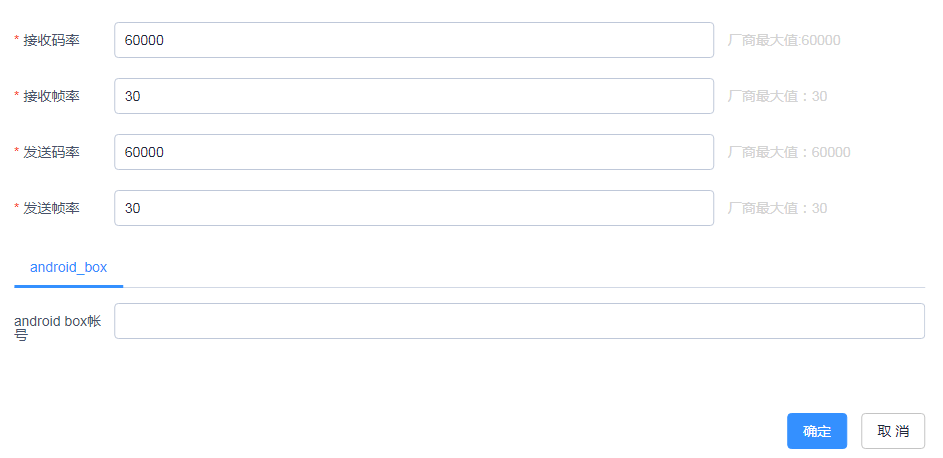 * 接收码率 60000 厂商最大值:60000
* 接收帧率 30 厂商最大值：30
* 发送码率 60000 厂商最大值：60000
* 发送帧率 30 厂商最大值：30
android_box
android box帐
号
确定 取 消